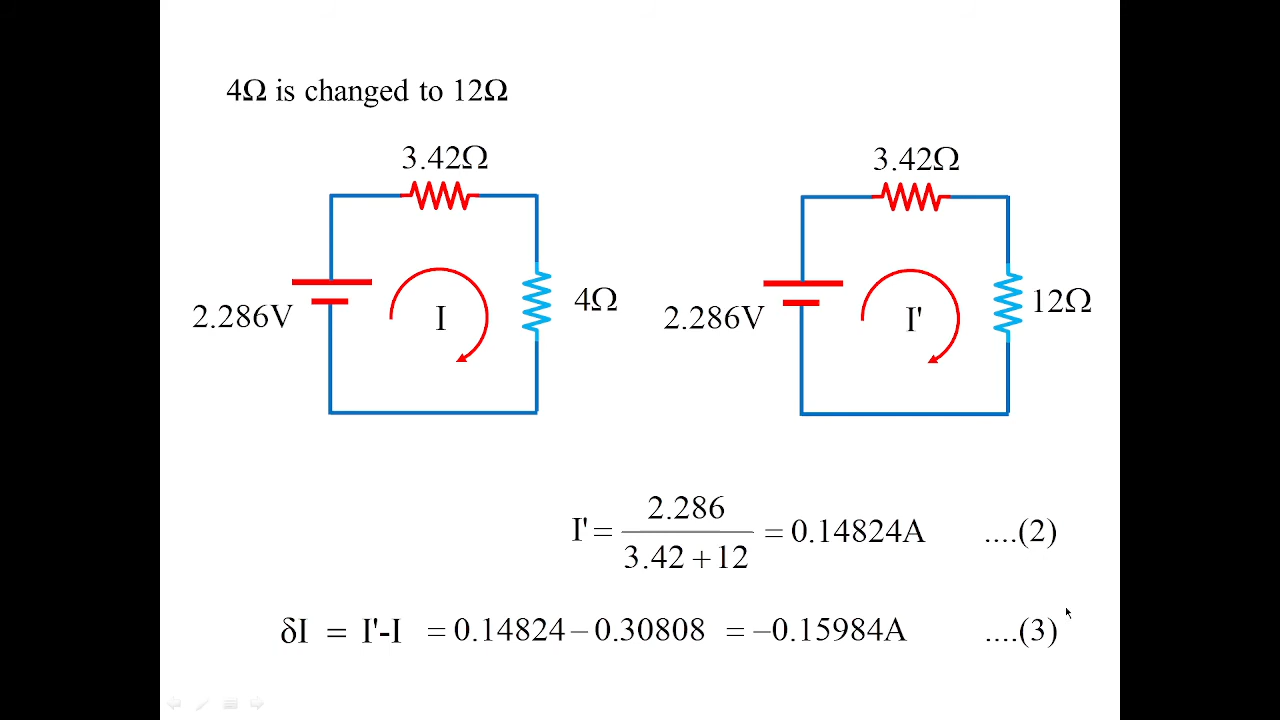 4Ω is changed to 12Ω
3.42Ω
3.42Ω
2.286V
I
4Ω
2.286V
I'
12Ω
I' = 2.286 / 3.42 + 12 = 0.14824A ....(2)
δI = I'-I = 0.14824 – 0.30808 = –0.15984A ....(3)